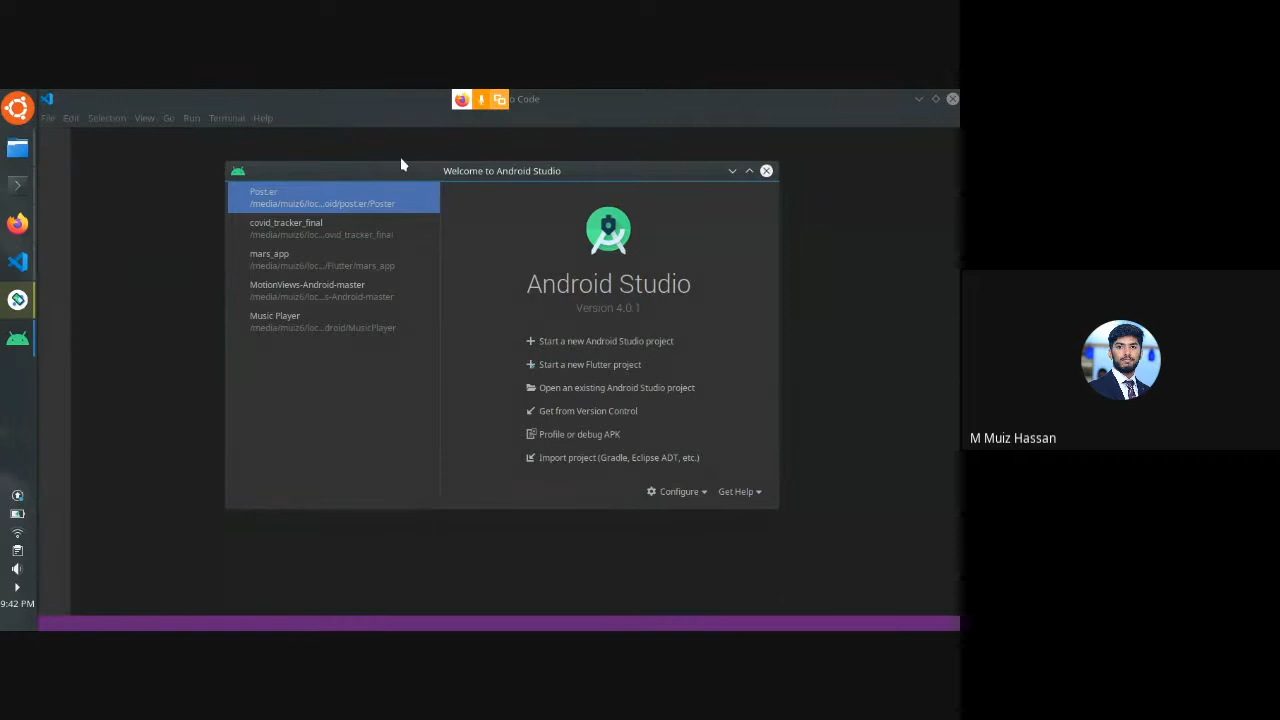 o Code
File Edit Selection View Go Run Terminal Help
Welcome to Android Studio
Post.er
/media/muiz6/loc...oid/post.er/Poster
covid_tracker_final
/media/muiz6/loc...ovid_tracker_final
mars_app
/media/muiz6/loc.../Flutter/mars_app
MotionViews-Android-master
/media/muiz6/loc...s-Android-master
Music Player
/media/muiz6/loc...droid/MusicPlayer
Android Studio
Version 4.0.1
Start a new Android Studio project
Start a new Flutter project
Open an existing Android Studio project
Get from Version Control
Profile or debug APK
Import project (Gradle, Eclipse ADT, etc.)
Configure
Get Help
9:42 PM
M Muiz Hassan